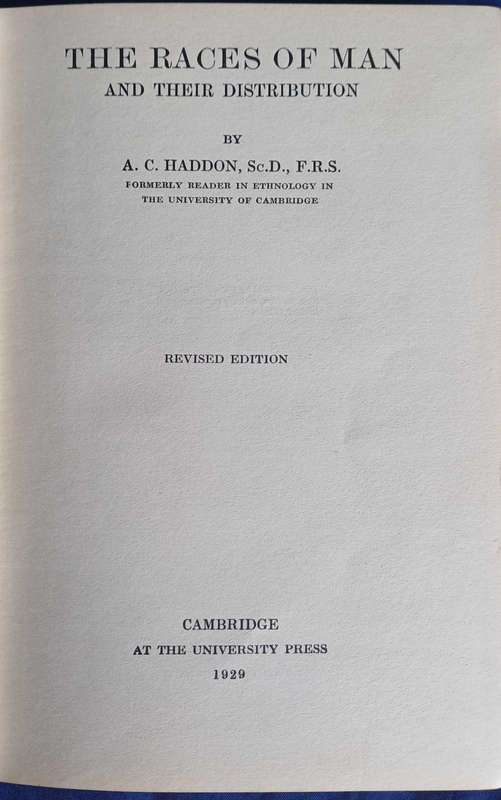 THE RACES OF MAN
AND THEIR DISTRIBUTION
BY
A. C. HADDON, Sc.D., F.R.S.
FORMERLY READER IN ETHNOLOGY IN
THE UNIVERSITY OF CAMBRIDGE
REVISED EDITION
CAMBRIDGE
AT THE UNIVERSITY PRESS
1929